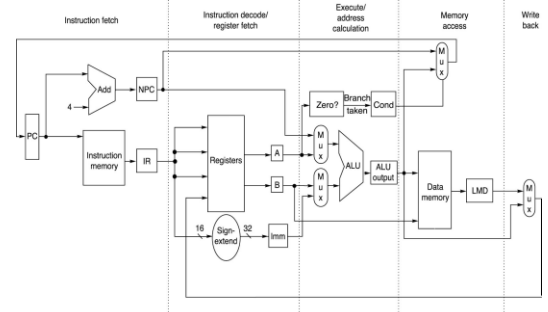 Instruction fetch
Instruction decode/
register fetch
Execute/
address
calculation
Memory
access
Write
back
M
u
x
Add
NPC
4
Zero?
Branch
taken
Cond
PC
Instruction
memory
IR
Registers
A
B
M
u
x
M
u
x
ALU
ALU
output
Data
memory
LMD
M
u
x
16
Sign-
extend
32
Imm